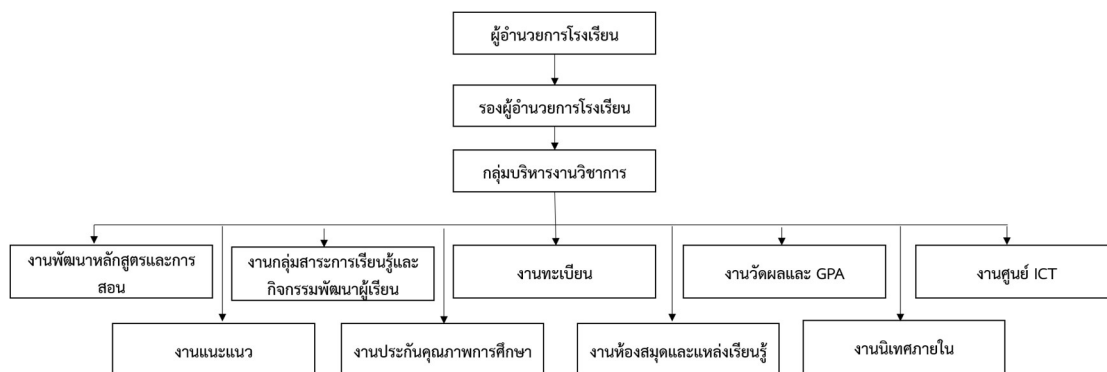 ผู้อำนวยการโรงเรียน
รองผู้อำนวยการโรงเรียน
กลุ่มบริหารงานวิชาการ
งานพัฒนาหลักสูตรและการ
สอน
งานกลุ่มสาระการเรียนรู้และ
กิจกรรมพัฒนาผู้เรียน
งานทะเบียน
งานวัดผลและ GPA
งานศูนย์ ICT
งานแนะแนว
งานประกันคุณภาพการศึกษา
งานห้องสมุดและแหล่งเรียนรู้
งานนิเทศภายใน